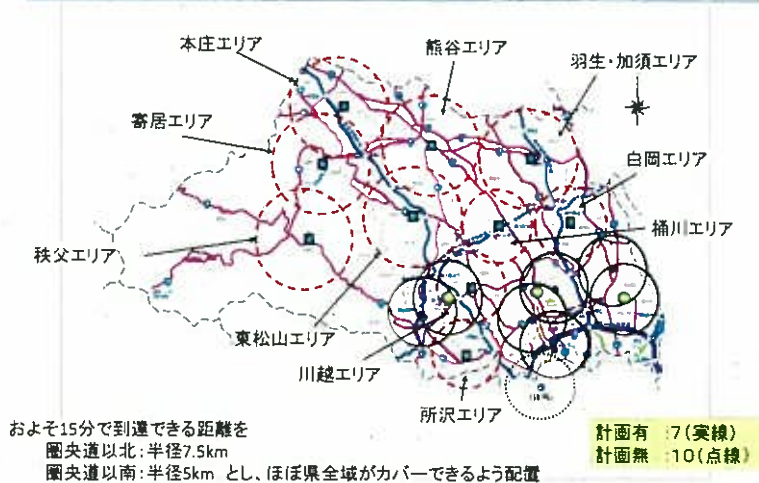 本庄エリア
熊谷エリア
羽生・加須エリア
寄居エリア
白岡エリア
桶川エリア
秩父エリア
東松山エリア
川越エリア
所沢エリア
およそ15分で到達できる距離を
圏央道以北：半径7.5km
圏央道以南：半径5km とし、ほぼ県全域がカバーできるよう配置
計画有 ：7(実線)
計画無 ：10(点線)